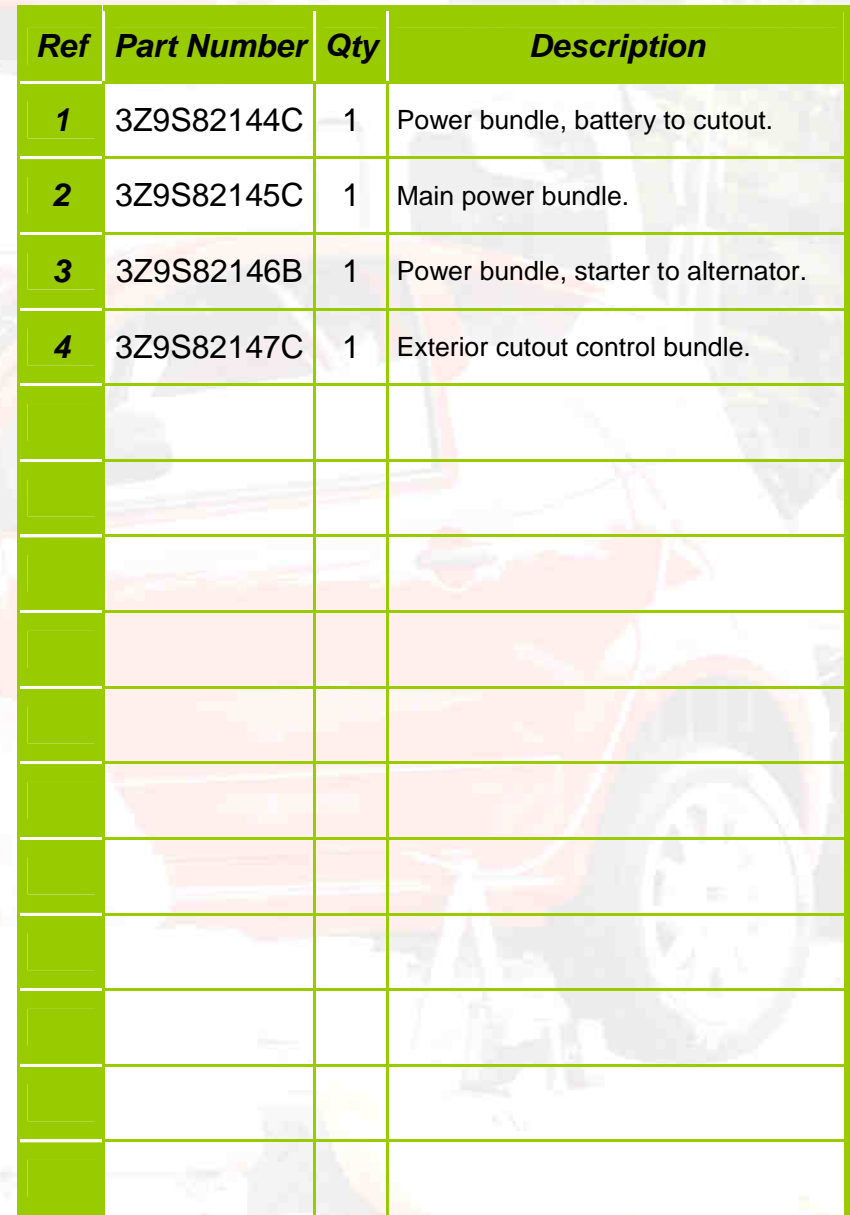 Ref Part Number Qty Description
1 3Z9S82144C 1 Power bundle, battery to cutout.
2 3Z9S82145C 1 Main power bundle.
3 3Z9S82146B 1 Power bundle, starter to alternator.
4 3Z9S82147C 1 Exterior cutout control bundle.